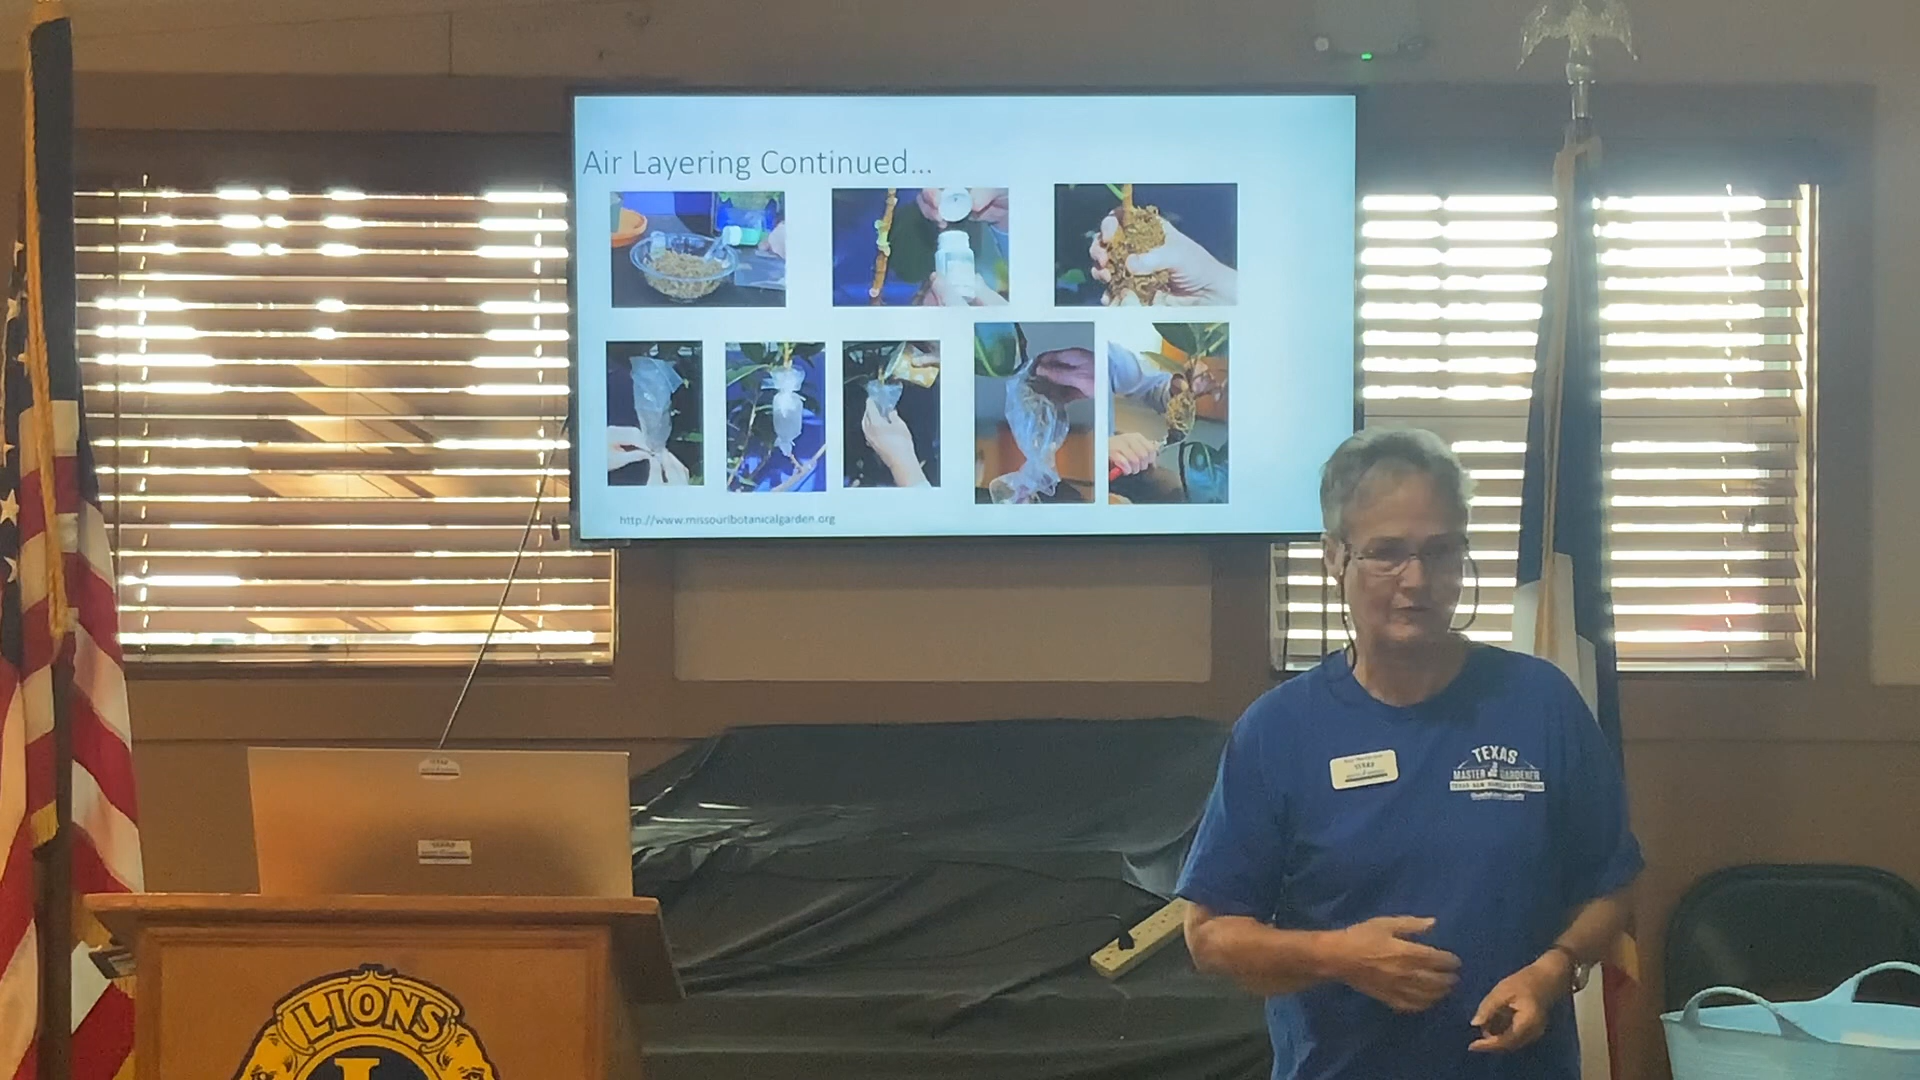 Air Layering Continued...
http://www.missouribotanicalgarden.org
TEXAS
MASTER GARDENER
LIONS
L